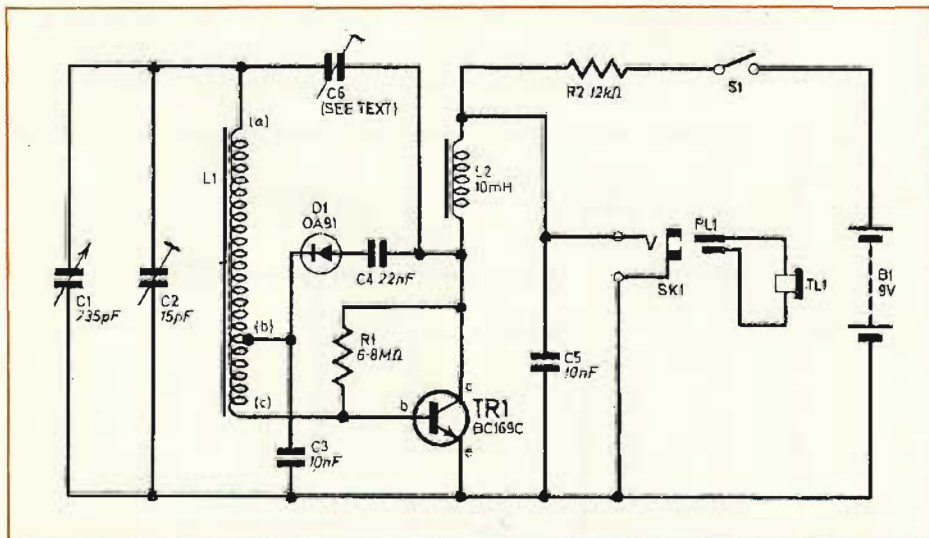 C6
(SEE TEXT)
R2 12kΩ
S1
(a)
L1
L2
10mH
D1
OA91
C4 22nF
PL1
SK1
TL1
B1
9V
C1
235pF
C2
15pF
(b)
R1
6·8MΩ
C5
10nF
(c)
b
c
TR1
BC169C
e
C3
10nF